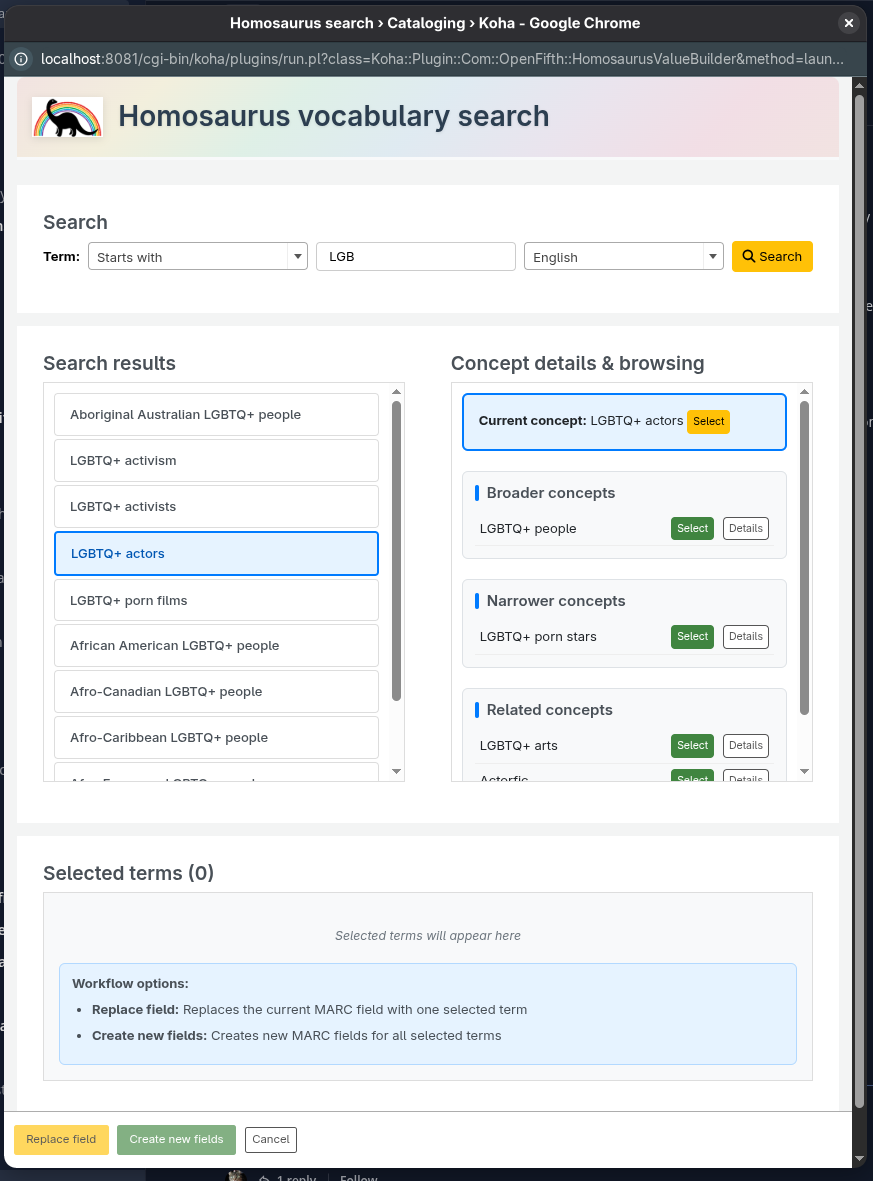 Homosaurus search › Cataloging › Koha - Google Chrome
localhost:8081/cgi-bin/koha/plugins/run.pl?class=Koha::Plugin::Com::OpenFifth::HomosaurusValueBuilder&method=laun...
Homosaurus vocabulary search
Search
Term: Starts with LGB English Search
Search results
Aboriginal Australian LGBTQ+ people
LGBTQ+ activism
LGBTQ+ activists
LGBTQ+ actors
LGBTQ+ porn films
African American LGBTQ+ people
Afro-Canadian LGBTQ+ people
Afro-Caribbean LGBTQ+ people
Concept details & browsing
Current concept: LGBTQ+ actors Select
Broader concepts
LGBTQ+ people Select Details
Narrower concepts
LGBTQ+ porn stars Select Details
Related concepts
LGBTQ+ arts Select Details
Actorfic Select Details
Selected terms (0)
Selected terms will appear here
Workflow options:
• Replace field: Replaces the current MARC field with one selected term
• Create new fields: Creates new MARC fields for all selected terms
Replace field Create new fields Cancel
1 reply Follow